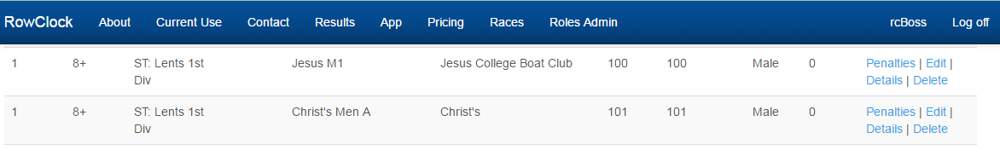 RowClock About Current Use Contact Results App Pricing Races Roles Admin rcBoss Log off
1 8+ ST: Lents 1st Jesus M1 Jesus College Boat Club 100 100 Male 0 Penalties | Edit |
Div Details | Delete
1 8+ ST: Lents 1st Christ's Men A Christ's 101 101 Male 0 Penalties | Edit |
Div Details | Delete